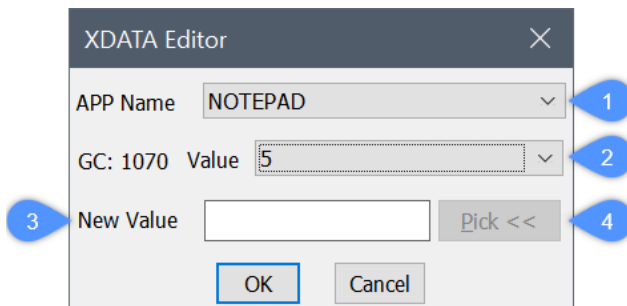 XDATA Editor
APP Name NOTEPAD 1
GC: 1070 Value 5 2
3 New Value Pick << 4
OK Cancel